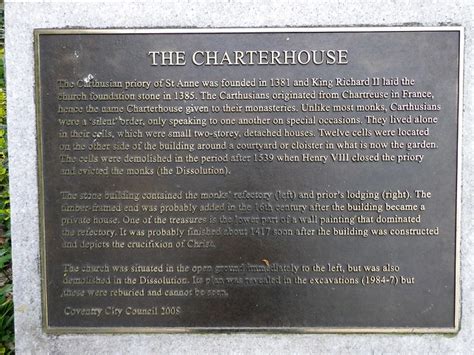 THE CHARTERHOUSE
The Carthusian priory of St Anne was founded in 1381 and King Richard II laid the
church foundation stone in 1385. The Carthusians originated from Chartreuse in France,
hence the name Charterhouse given to their monasteries. Unlike most monks, Carthusians
were a 'silent' order, only speaking to one another on special occasions. They lived alone
in their cells, which were small two-storey, detached houses. Twelve cells were located
on the other side of the building around a courtyard or cloister in what is now the garden.
The cells were demolished in the period after 1539 when Henry VIII closed the priory
and evicted the monks (the Dissolution).
The stone building contained the monks' refectory (left) and prior's lodging (right). The
timber-framed end was probably added in the 16th century after the building became a
private house. One of the treasures is the lower part of a wall painting that dominated
the refectory. It was probably finished about 1417 soon after the building was constructed
and depicts the crucifixion of Christ.
The church was situated in the open ground immediately to the left, but was also
demolished in the Dissolution. Its plan was revealed in the excavations (1984-7) but
these were reburied and cannot be seen.
Coventry City Council 2008